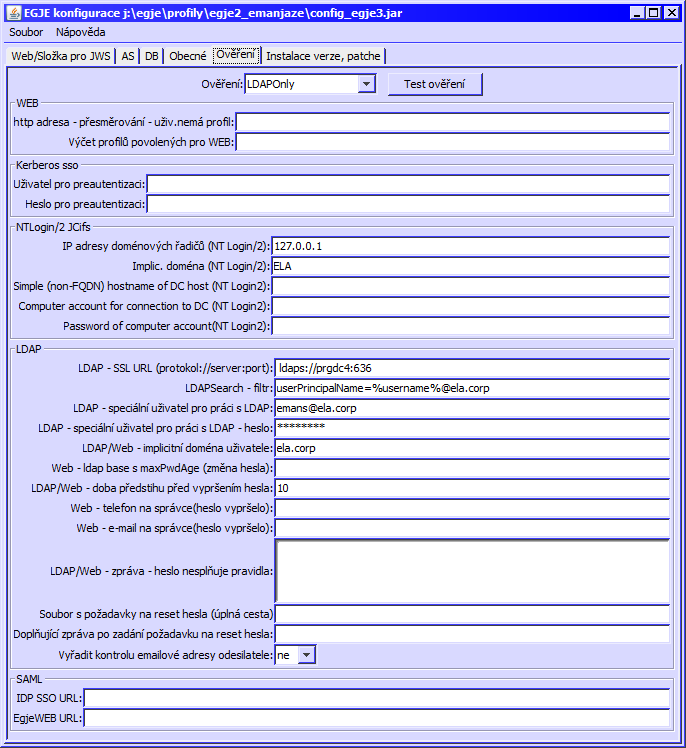 EGJE konfigurace j:\egje\profily\egje2_emanjaze\config_egje3.jar
Soubor Nápověda
Web/Složka pro JWS AS DB Obecné Ověření Instalace verze, patche
Ověření: LDAPOnly Test ověření
WEB
http adresa - přesměrování - uživ.nemá profil:
Výčet profilů povolených pro WEB:
Kerberos sso
Uživatel pro preautentizaci:
Heslo pro preautentizaci:
NTLogin/2 JCifs
IP adresy doménových řadičů (NT Login/2): 127.0.0.1
Implic. doména (NT Login/2): ELA
Simple (non-FQDN) hostname of DC host (NT Login2):
Computer account for connection to DC (NT Login2):
Password of computer account(NT Login2):
LDAP
LDAP - SSL URL (protokol://server:port): ldaps://prgdc4:636
LDAPSearch - filtr: userPrincipalName=%username%@ela.corp
LDAP - speciální uživatel pro práci s LDAP: emans@ela.corp
LDAP - speciální uživatel pro práci s LDAP - heslo: ********
LDAP/Web - implicitní doména uživatele: ela.corp
Web - ldap base s maxPwdAge (změna hesla):
LDAP/Web - doba předstihu před vypršením hesla: 10
Web - telefon na správce(heslo vypršelo):
Web - e-mail na správce(heslo vypršelo):
LDAP/Web - zpráva - heslo nesplňuje pravidla:
Soubor s požadavky na reset hesla (úplná cesta)
Doplňující zpráva po zadání požadavku na reset hesla:
Vyřadit kontrolu emailové adresy odesilatele: ne
SAML
IDP SSO URL:
EgjeWEB URL: